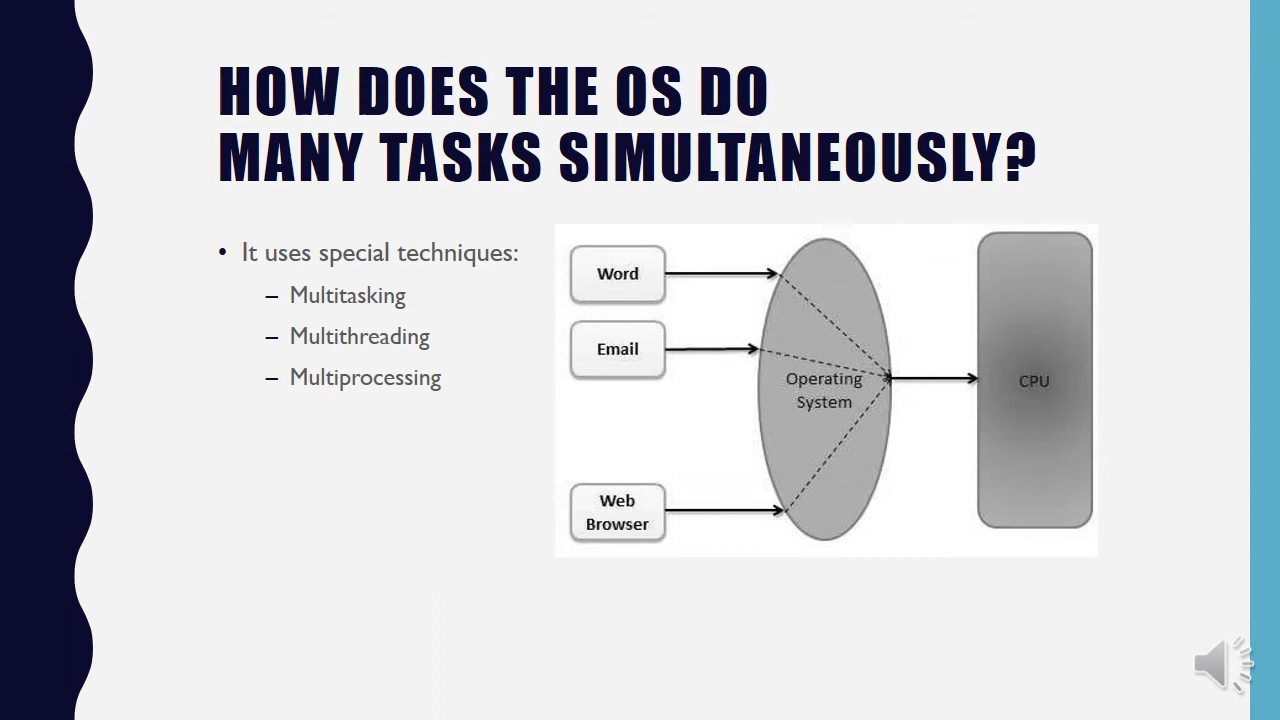 HOW DOES THE OS DO
MANY TASKS SIMULTANEOUSLY?
• It uses special techniques:
– Multitasking
– Multithreading
– Multiprocessing
Word
Email
Web
Browser
Operating
System
CPU